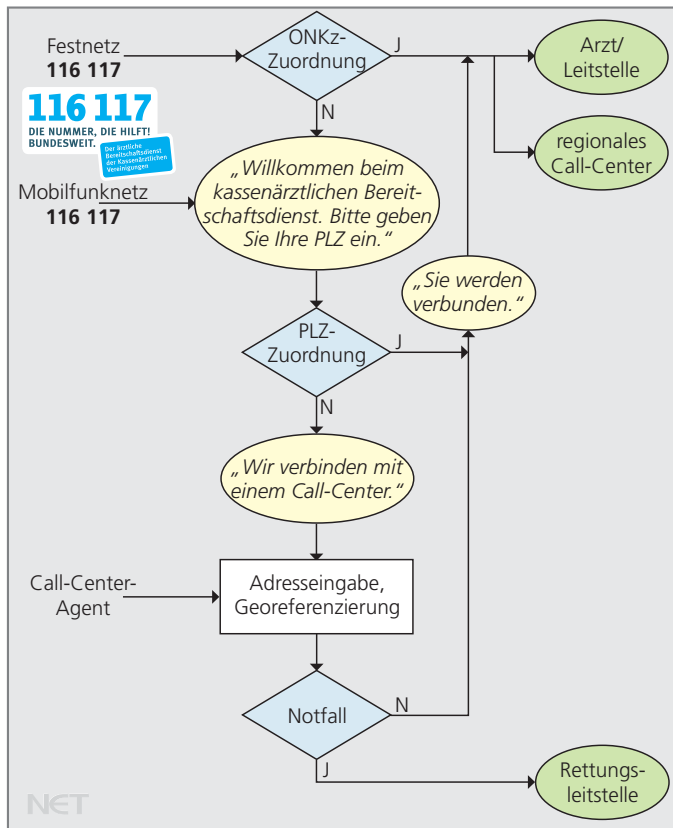 Festnetz
116 117
ONKz-
Zuordnung
J
Arzt/
Leitstelle
N
116 117
DIE NUMMER, DIE HILFT!
BUNDESWEIT.
Der ärztliche
Bereitschaftsdienst
der Kassenärztlichen
Vereinigungen
regionales
Call-Center
Mobilfunknetz
116 117
„Willkommen beim
kassenärztlichen Bereit-
schaftsdienst. Bitte geben
Sie Ihre PLZ ein.“
„Sie werden
verbunden.“
PLZ-
Zuordnung
J
N
„Wir verbinden mit
einem Call-Center.“
Call-Center-
Agent
Adresseingabe,
Georeferenzierung
Notfall
N
J
Rettungs-
leitstelle
NET